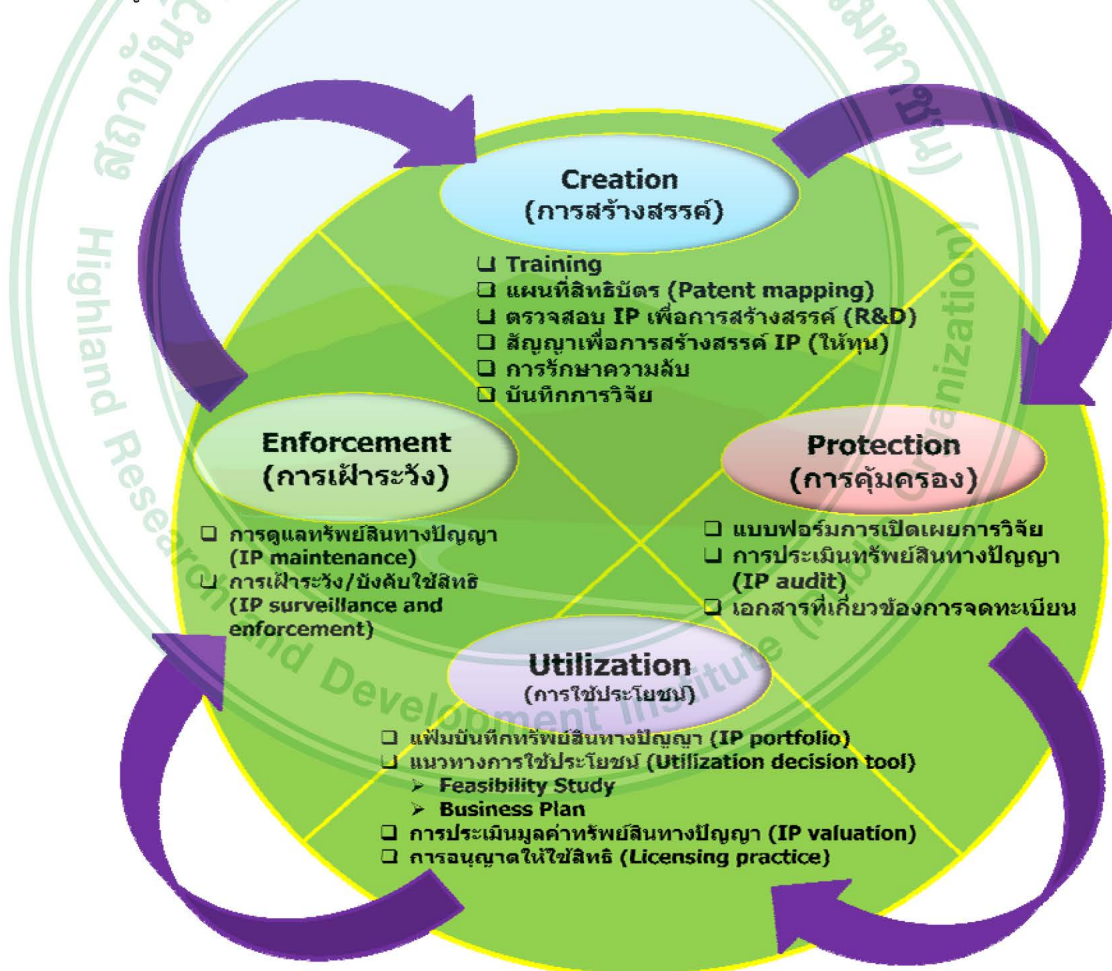 Creation
(การสร้างสรรค์)
❑ Training
❑ แผนที่สิทธิบัตร (Patent mapping)
❑ ตรวจสอบ IP เพื่อการสร้างสรรค์ (R&D)
❑ สัญญาเพื่อการสร้างสรรค์ IP (ให้ทุน)
❑ การรักษาความลับ
❑ บันทึกการวิจัย
Enforcement
(การเฝ้าระวัง)
❑ การดูแลทรัพย์สินทางปัญญา
(IP maintenance)
❑ การเฝ้าระวัง/บังคับใช้สิทธิ
(IP surveillance and
enforcement)
Protection
(การคุ้มครอง)
❑ แบบฟอร์มการเปิดเผยการวิจัย
❑ การประเมินทรัพย์สินทางปัญญา
(IP audit)
❑ เอกสารที่เกี่ยวข้องการจดทะเบียน
Utilization
(การใช้ประโยชน์)
❑ แฟ้มบันทึกทรัพย์สินทางปัญญา (IP portfolio)
❑ แนวทางการใช้ประโยชน์ (Utilization decision tool)
➢ Feasibility Study
➢ Business Plan
❑ การประเมินมูลค่าทรัพย์สินทางปัญญา (IP valuation)
❑ การอนุญาตให้ใช้สิทธิ (Licensing practice)
สถาบันวิ
มหาชน)
Highland Research and Development Institute (Public Organization)